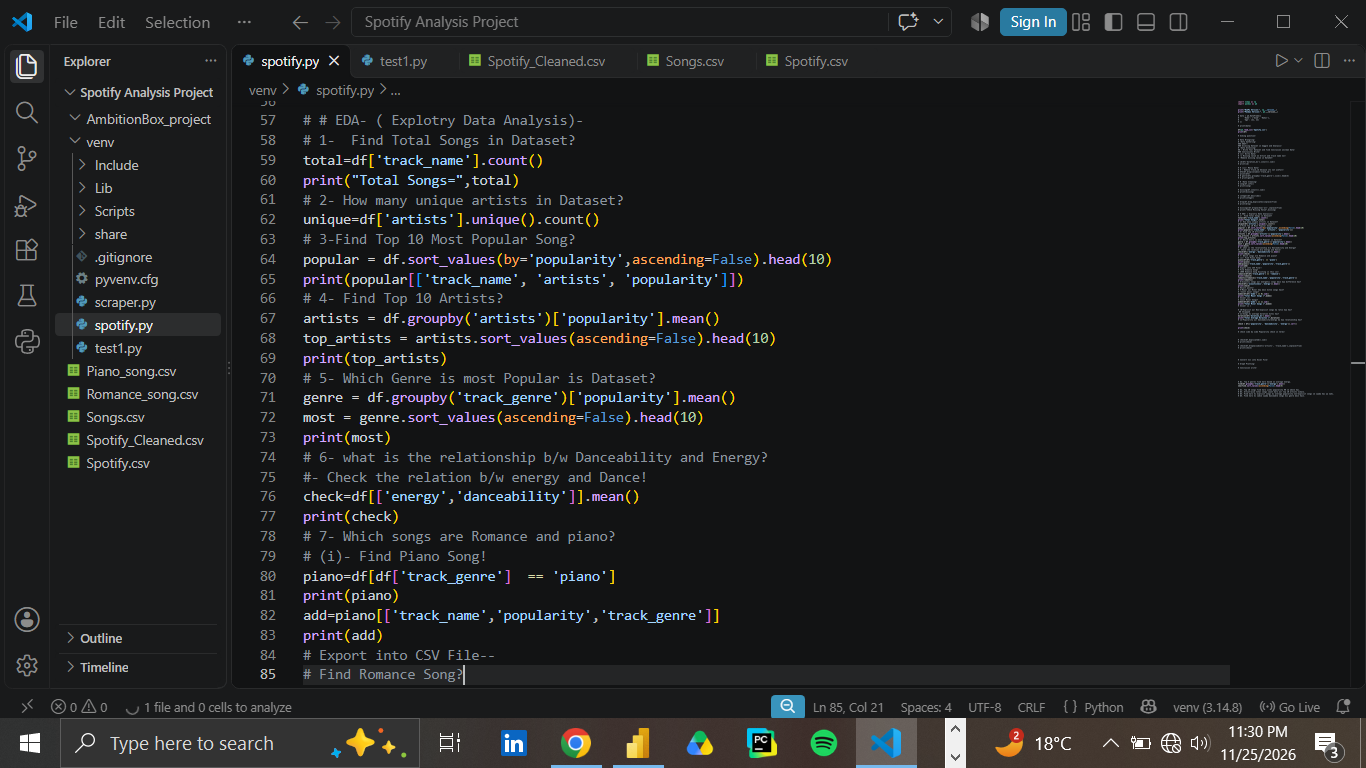 File Edit Selection ··· Spotify Analysis Project Sign In
Explorer ···
Spotify Analysis Project
AmbitionBox_project
venv
Include
Lib
Scripts
share
.gitignore
pyvenv.cfg
scraper.py
spotify.py
test1.py
Piano_song.csv
Romance_song.csv
Songs.csv
Spotify_Cleaned.csv
Spotify.csv
Outline
Timeline
spotify.py test1.py Spotify_Cleaned.csv Songs.csv Spotify.csv
venv > spotify.py > ...
56
57 # # EDA- ( Explotry Data Analysis)-
58 # 1-  Find Total Songs in Dataset?
59 total=df['track_name'].count()
60 print("Total Songs=",total)
61 # 2- How many unique artists in Dataset?
62 unique=df['artists'].unique().count()
63 # 3-Find Top 10 Most Popular Song?
64 popular = df.sort_values(by='popularity',ascending=False).head(10)
65 print(popular[['track_name', 'artists', 'popularity']])
66 # 4- Find Top 10 Artists?
67 artists = df.groupby('artists')['popularity'].mean()
68 top_artists = artists.sort_values(ascending=False).head(10)
69 print(top_artists)
70 # 5- Which Genre is most Popular is Dataset?
71 genre = df.groupby('track_genre')['popularity'].mean()
72 most = genre.sort_values(ascending=False).head(10)
73 print(most)
74 # 6- what is the relationship b/w Danceability and Energy?
75 #- Check the relation b/w energy and Dance!
76 check=df[['energy','danceability']].mean()
77 print(check)
78 # 7- Which songs are Romance and piano?
79 # (i)- Find Piano Song!
80 piano=df[df['track_genre']  == 'piano']
81 print(piano)
82 add=piano[['track_name','popularity','track_genre']]
83 print(add)
84 # Export into CSV File--
85 # Find Romance Song?
0 0 1 file and 0 cells to analyze Ln 85, Col 21 Spaces: 4 UTF-8 CRLF { } Python venv (3.14.8) Go Live
Type here to search 2 18°C 11:30 PM
11/25/2026 3